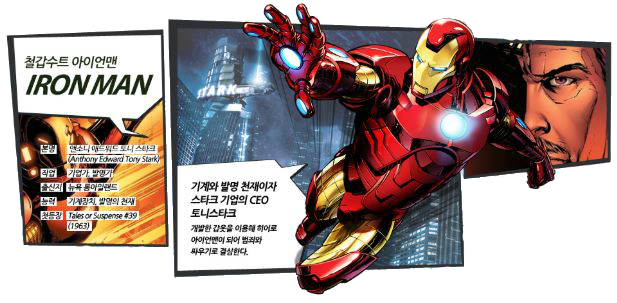 철갑수트 아이언맨
IRON MAN
본명 앤소니 에드워드 토니 스타크
(Anthony Edward Tony Stark)
직업 기업가, 발명가
출신지 뉴욕 롱아일랜드
능력 기계장치, 발명의 천재
첫등장 Tales or Suspense #39
(1963)
STARK
기계와 발명 천재이자
스타크 기업의 CEO
토니스타크
개발한 갑옷을 이용해 히어로
아이언맨이 되어 범죄와
싸우기로 결심한다.